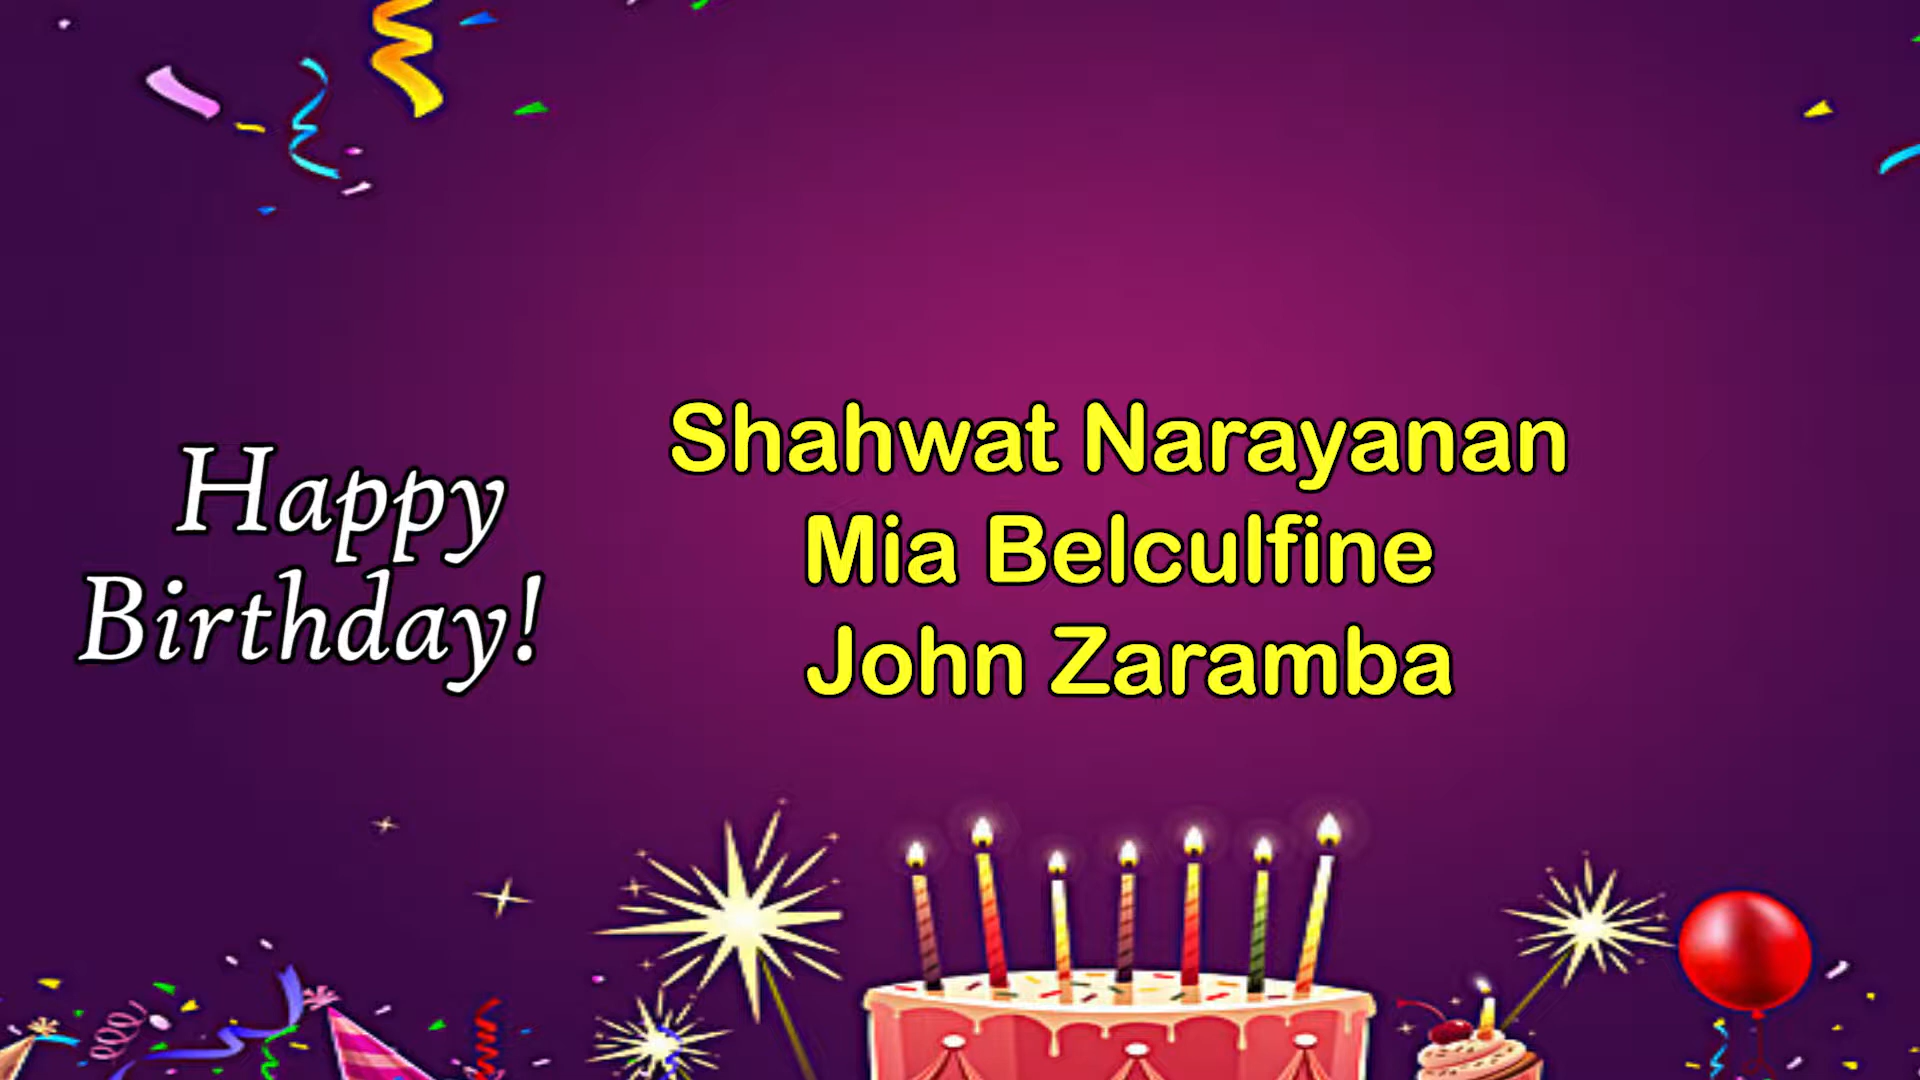 Happy
Birthday!
Shahwat Narayanan
Mia Belculfine
John Zaramba